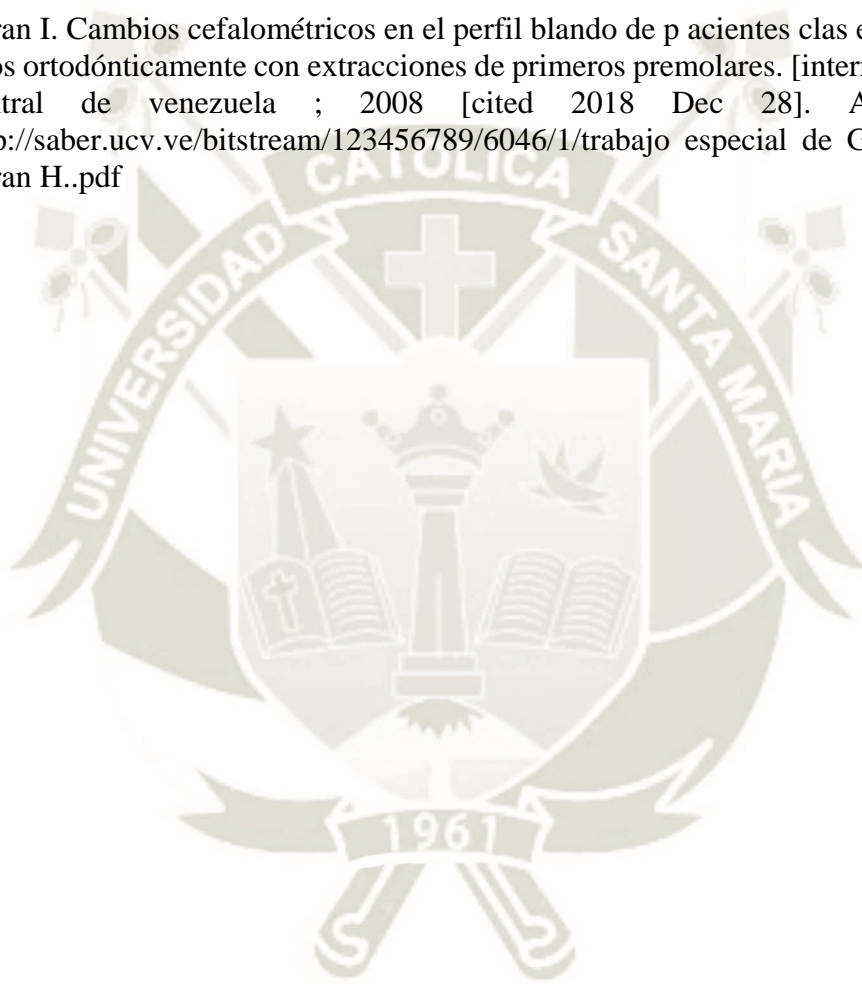 ran I. Cambios cefalométricos en el perfil blando de p acientes clas e
os ortodónticamente con extracciones de primeros premolares. [intern
tral de venezuela ; 2008 [cited 2018 Dec 28]. A
p://saber.ucv.ve/bitstream/123456789/6046/1/trabajo especial de G
ran H..pdf
CATOLICA
UNIVERSIDAD
SANTA MARIA
1961